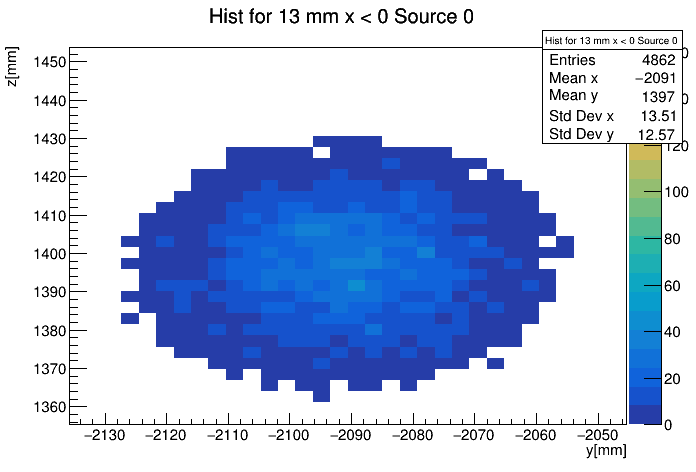 Hist for 13 mm x < 0 Source 0
z[mm]
Hist for 13 mm x < 0 Source 0
Entries 4862
Mean x −2091
Mean y 1397
Std Dev x 13.51
Std Dev y 12.57
1450
1440
1430
1420
1410
1400
1390
1380
1370
1360
0
0
120
100
80
60
40
20
0
−2130 −2120 −2110 −2100 −2090 −2080 −2070 −2060 −2050
y[mm]